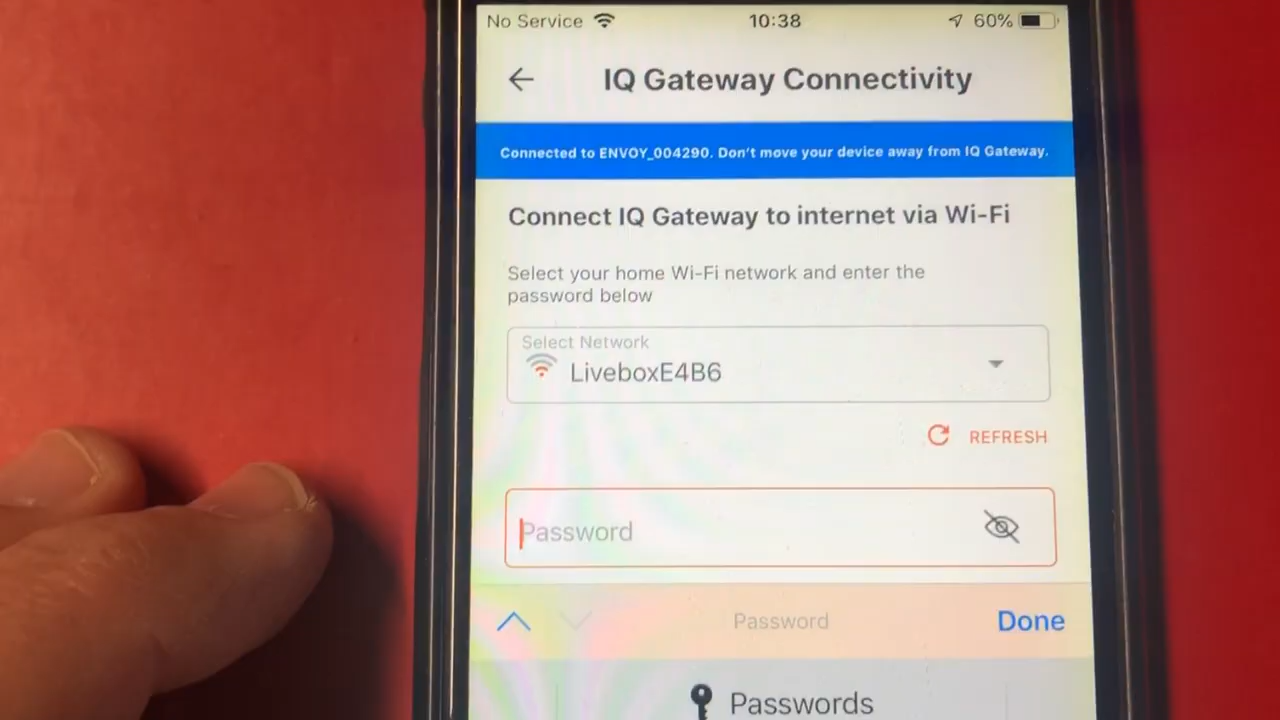 No Service 10:38 60%
IQ Gateway Connectivity
Connected to ENVOY_004290. Don't move your device away from IQ Gateway.
Connect IQ Gateway to internet via Wi-Fi
Select your home Wi-Fi network and enter the
password below
Select Network
LiveboxE4B6
REFRESH
Password
Password Done
Passwords